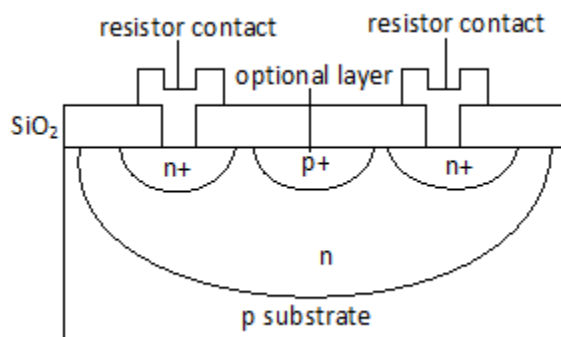 resistor contact
resistor contact
optional layer
SiO₂
n+
p+
n+
n
p substrate